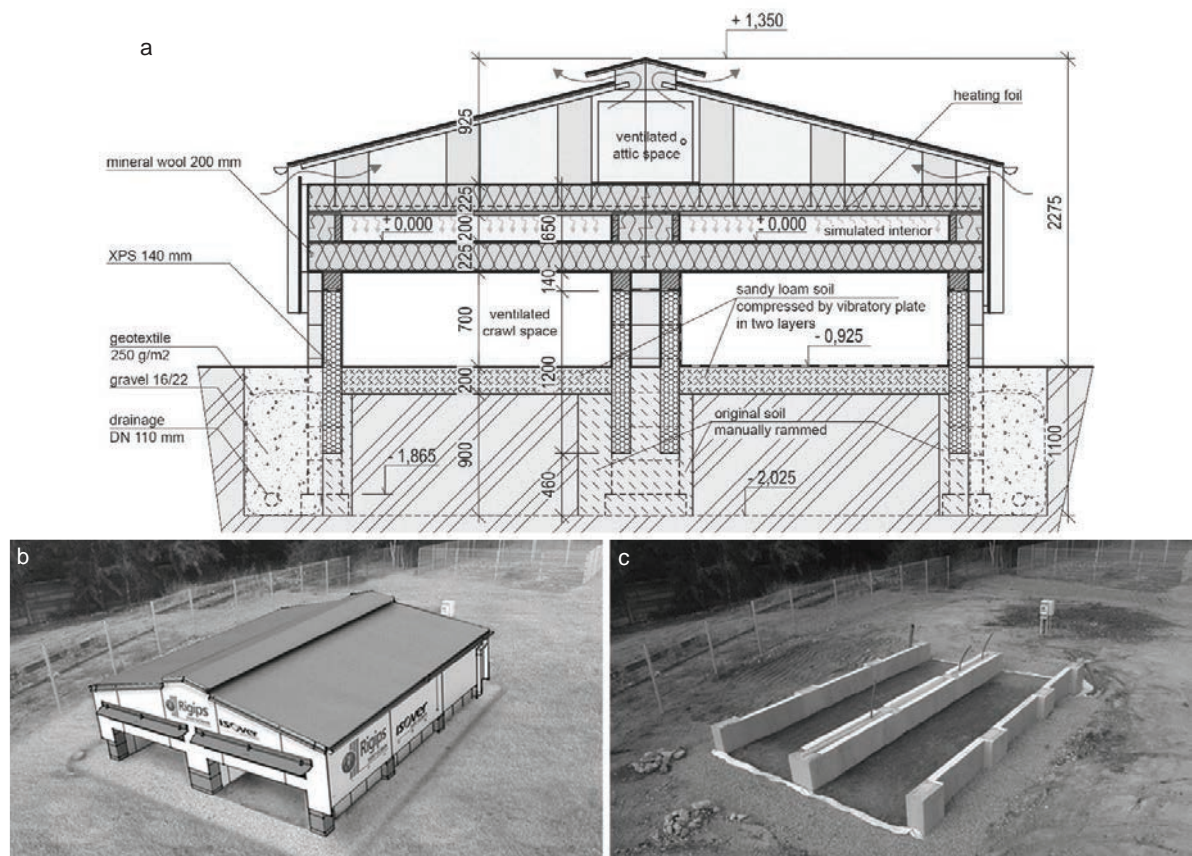 a
+ 1,350
heating foil
ventilated
attic space
925
mineral wool 200 mm
225
200
225
650
+ 0,000
-
+ 0,000
-
simulated interior
2275
XPS 140 mm
140
sandy loam soil
compressed by vibratory plate
in two layers
700
ventilated
crawl space
- 0,925
geotextile
250 g/m2
gravel 16/22
200
1200
drainage
DN 110 mm
original soil
manually rammed
1100
- 1,865
900
460
- 2,025
b
Rigips
isover
Rigips
isover
c